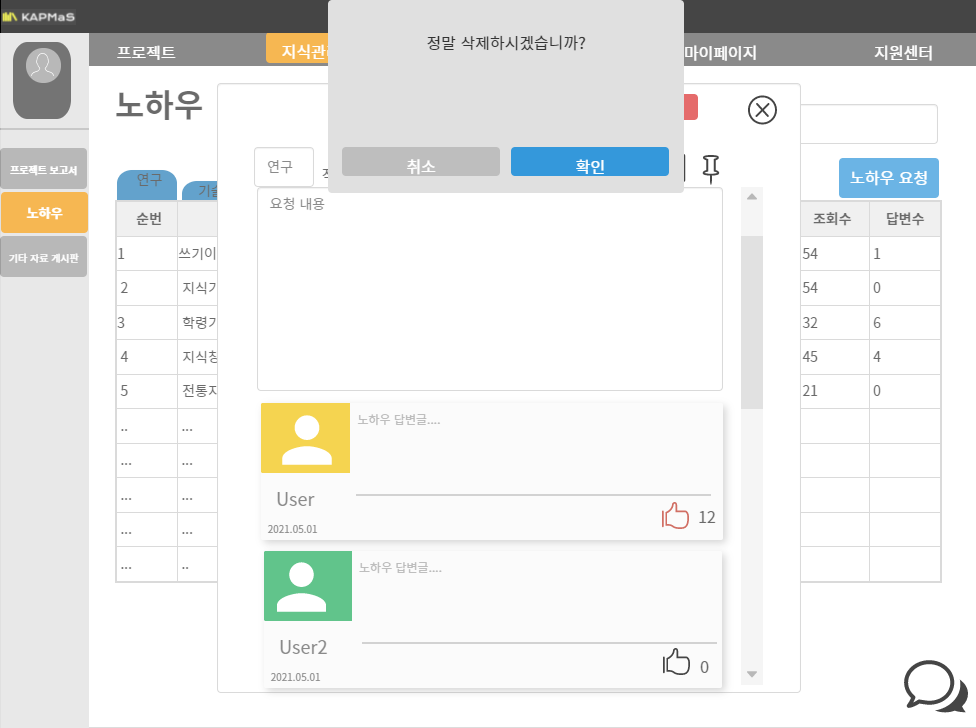 KAPMaS
정말 삭제하시겠습니까?
취소
확인
프로젝트
지식관
마이페이지
지원센터
노하우
연구
노하우 요청
프로젝트 보고서
노하우
기타 자료 게시판
연구
순번
조회수
답변수
1
쓰기이
54
1
2
지식기
54
0
3
학령기
32
6
4
지식창
45
4
5
전통지
21
0
..
...
...
...
...
...
...
...
...
..
요청 내용
노하우 답변글....
User
2021.05.01
12
노하우 답변글....
User2
2021.05.01
0